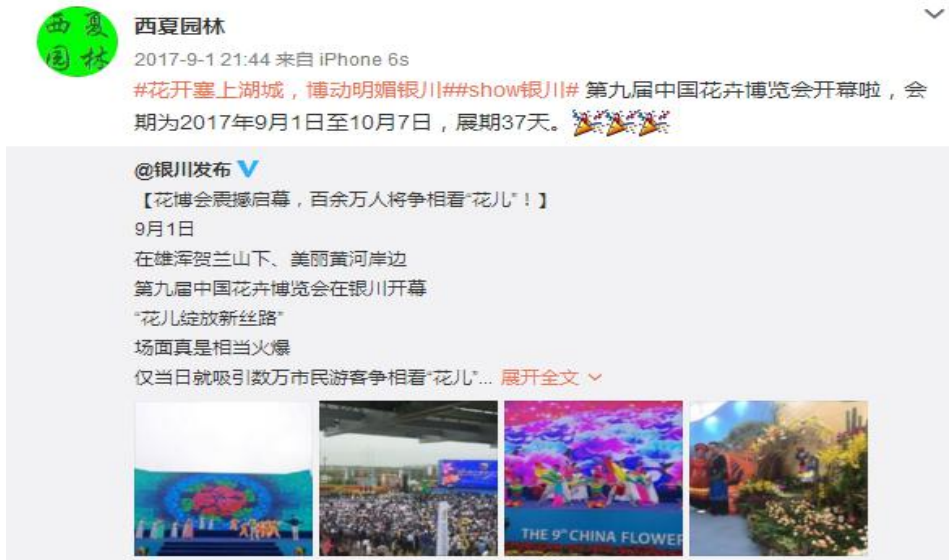 西夏园林
西夏园林
2017-9-1 21:44 来自 iPhone 6s
#花开塞上湖城，博动明媚银川##show银川# 第九届中国花卉博览会开幕啦，会
期为2017年9月1日至10月7日，展期37天。
@银川发布
【花博会震撼启幕，百余万人将争相看“花儿”！】
9月1日
在雄浑贺兰山下、美丽黄河岸边
第九届中国花卉博览会在银川开幕
“花儿绽放新丝路”
场面真是相当火爆
仅当日就吸引数万市民游客争相看“花儿”... 展开全文
THE 9th CHINA FLOWER